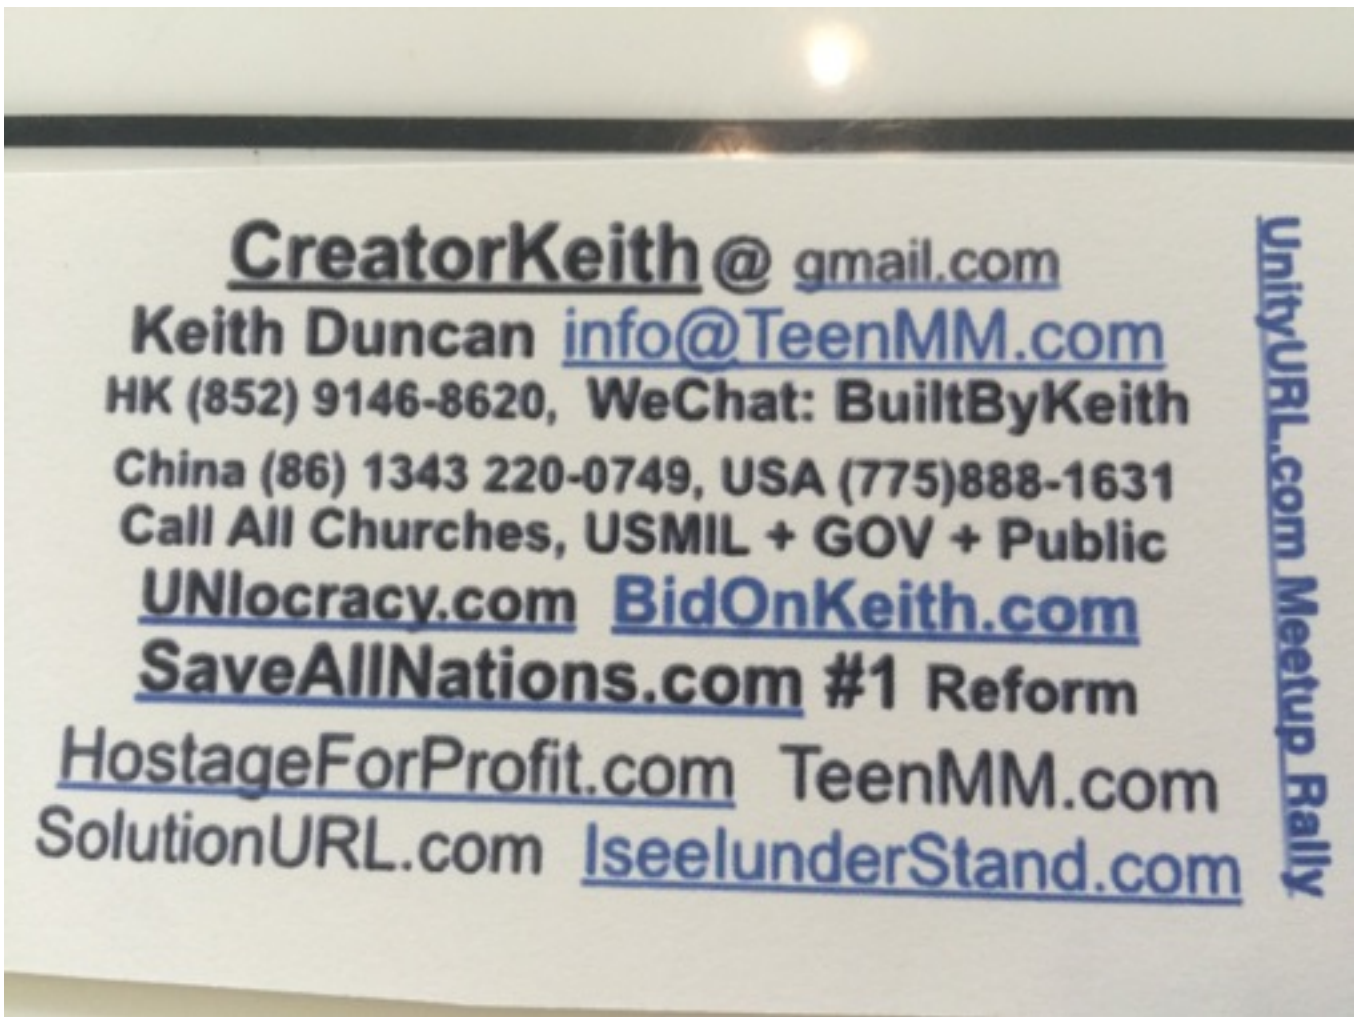 CreatorKeith@ gmail.com
Keith Duncan info@TeenMM.com
HK (852) 9146-8620, WeChat: BuiltByKeith
China (86) 1343 220-0749, USA (775)888-1631
Call All Churches, USMIL + GOV + Public
UNIocracy.com BidOnKeith.com
SaveAllNations.com #1 Reform
HostageForProfit.com TeenMM.com
SolutionURL.com IseeIunderStand.com
UnityURL.com Meetup Rally